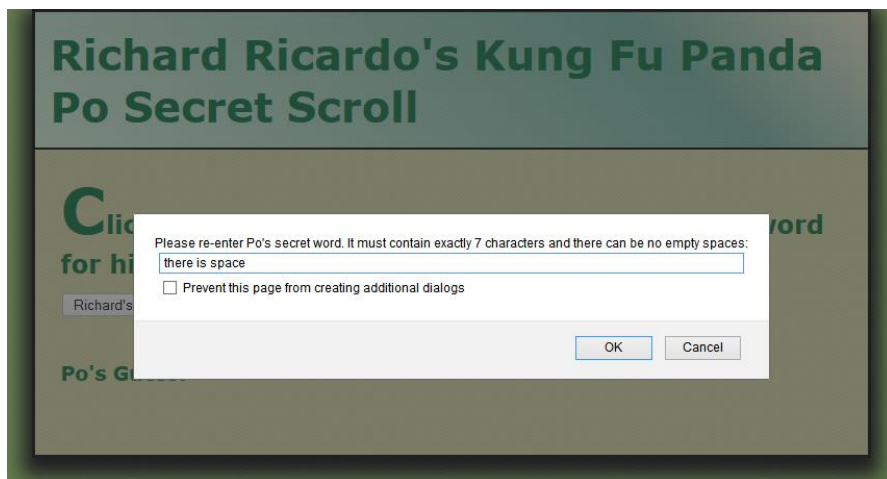 Richard Ricardo's Kung Fu Panda
Po Secret Scroll
Clic
ord
for hi
Please re-enter Po's secret word. It must contain exactly 7 characters and there can be no empty spaces:
there is space
Prevent this page from creating additional dialogs
Richard's
OK Cancel
Po's G